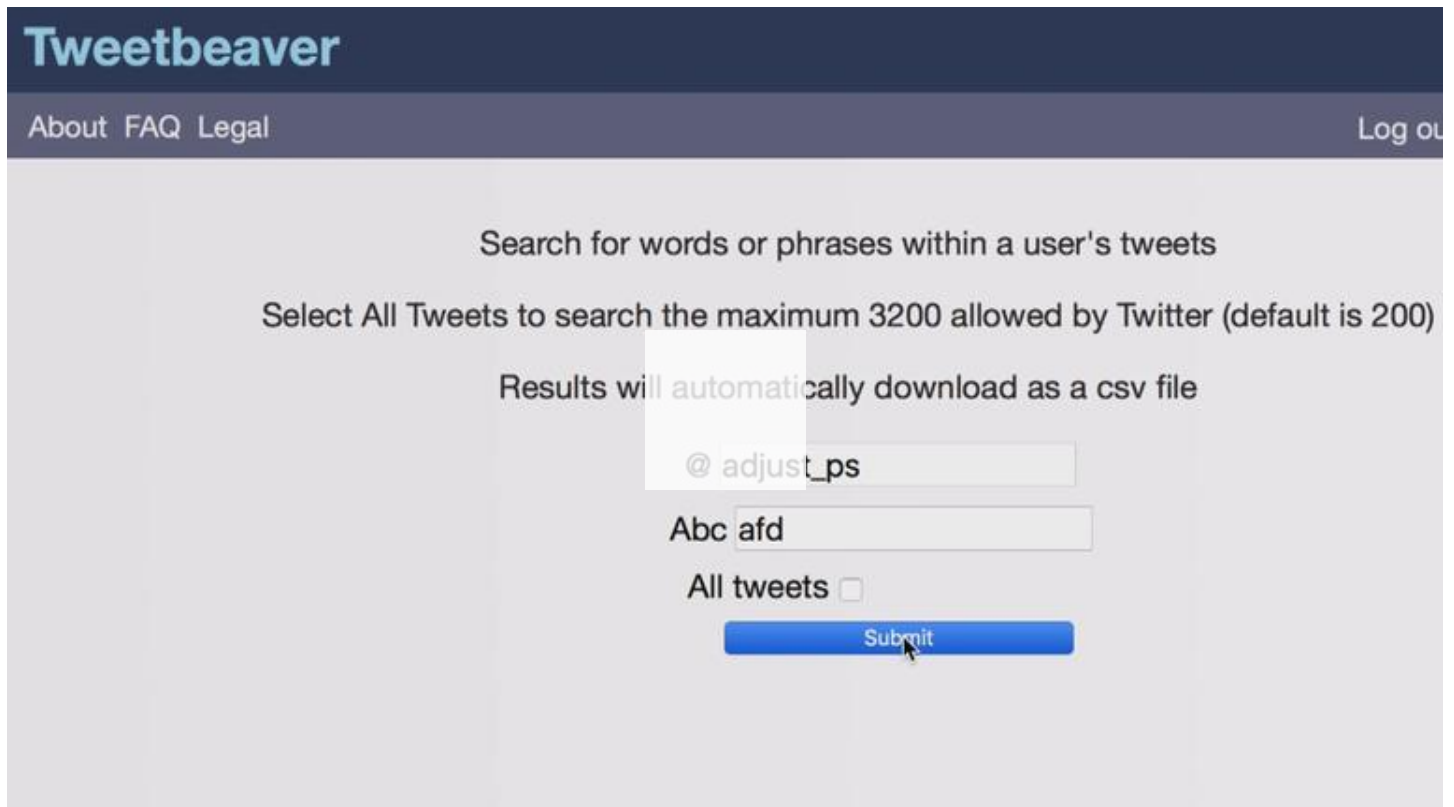 Tweetbeaver
About FAQ Legal
Log ou
Search for words or phrases within a user's tweets
Select All Tweets to search the maximum 3200 allowed by Twitter (default is 200)
Results will automatically download as a csv file
@ adjust_ps
Abc afd
All tweets
Submit